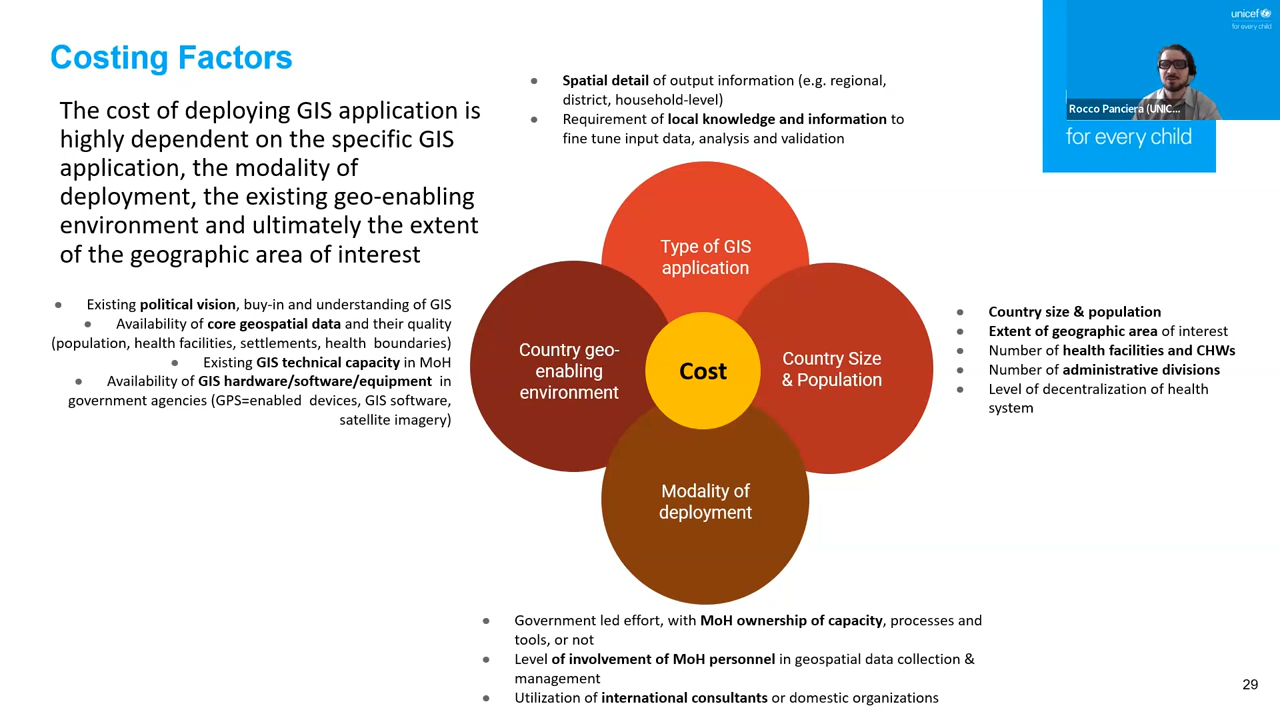 Costing Factors
The cost of deploying GIS application is
highly dependent on the specific GIS
application, the modality of
deployment, the existing geo-enabling
environment and ultimately the extent
of the geographic area of interest
● Spatial detail of output information (e.g. regional,
district, household-level)
● Requirement of local knowledge and information to
fine tune input data, analysis and validation
unicef
for every child
Rocco Panciera (UNIC...
for every child
Type of GIS
application
● Existing political vision, buy-in and understanding of GIS
● Availability of core geospatial data and their quality
(population, health facilities, settlements, health boundaries)
● Existing GIS technical capacity in MoH
● Availability of GIS hardware/software/equipment in
government agencies (GPS=enabled devices, GIS software,
satellite imagery)
Country geo-
enabling
environment
Cost
Country Size
& Population
● Country size & population
● Extent of geographic area of interest
● Number of health facilities and CHWs
● Number of administrative divisions
● Level of decentralization of health
system
Modality of
deployment
● Government led effort, with MoH ownership of capacity, processes and
tools, or not
● Level of involvement of MoH personnel in geospatial data collection &
management
● Utilization of international consultants or domestic organizations
29